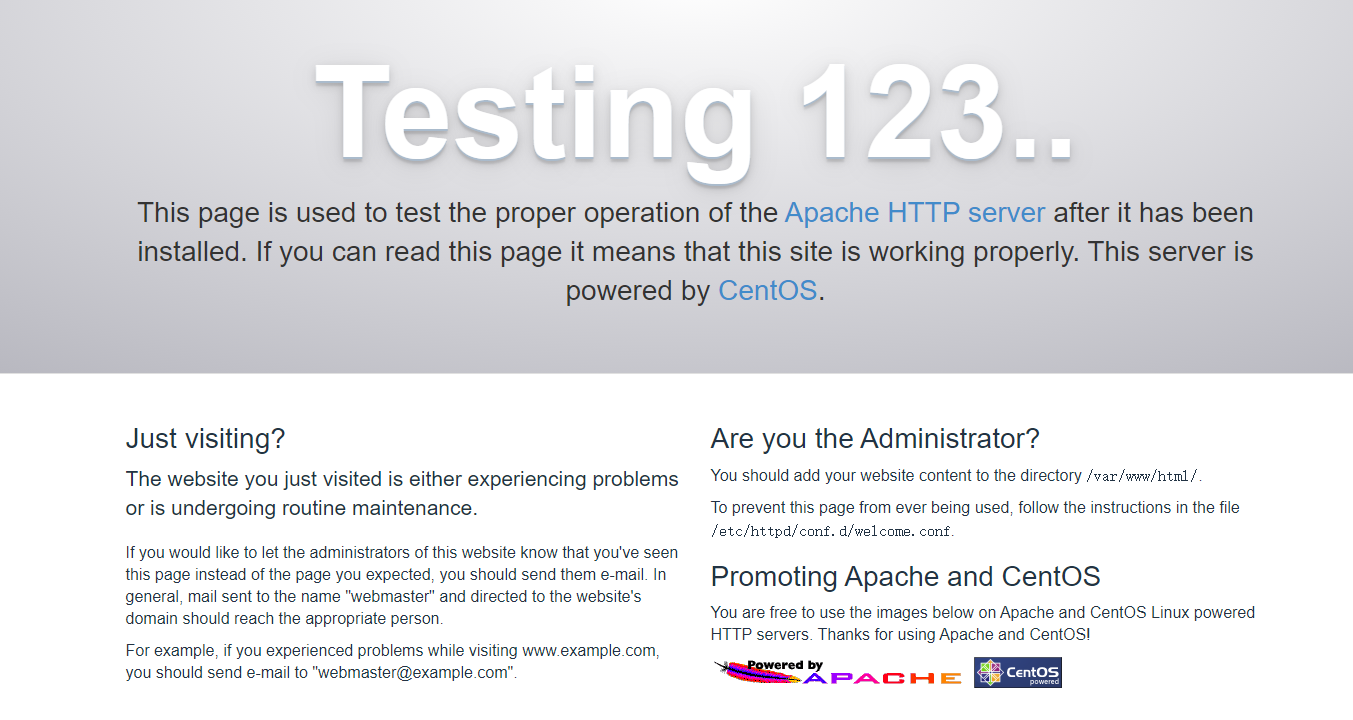 Testing 123..
This page is used to test the proper operation of the Apache HTTP server after it has been
installed. If you can read this page it means that this site is working properly. This server is
powered by CentOS.
Just visiting?
The website you just visited is either experiencing problems
or is undergoing routine maintenance.
If you would like to let the administrators of this website know that you've seen
this page instead of the page you expected, you should send them e-mail. In
general, mail sent to the name "webmaster" and directed to the website's
domain should reach the appropriate person.
For example, if you experienced problems while visiting www.example.com,
you should send e-mail to "webmaster@example.com".
Are you the Administrator?
You should add your website content to the directory /var/www/html/.
To prevent this page from ever being used, follow the instructions in the file
/etc/httpd/conf.d/welcome.conf.
Promoting Apache and CentOS
You are free to use the images below on Apache and CentOS Linux powered
HTTP servers. Thanks for using Apache and CentOS!
Powered by
APACHE
CentOS
powered